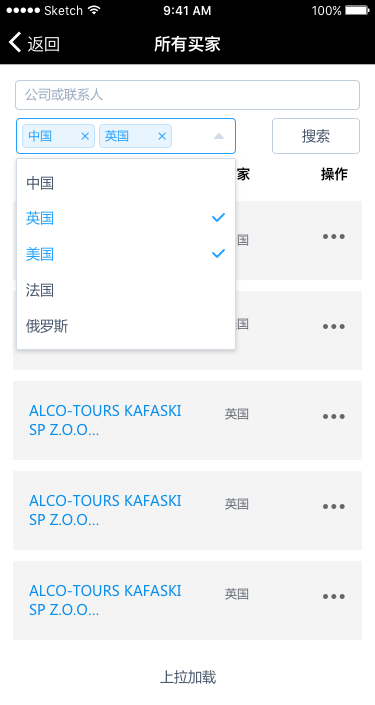 Sketch
9:41 AM
100%
返回
所有买家
公司或联系人
中国
英国
搜索
家
操作
中国
英国
美国
法国
俄罗斯
国
国
ALCO-TOURS KAFASKI
SP Z.O.O...
英国
ALCO-TOURS KAFASKI
SP Z.O.O...
英国
ALCO-TOURS KAFASKI
SP Z.O.O...
英国
上拉加载